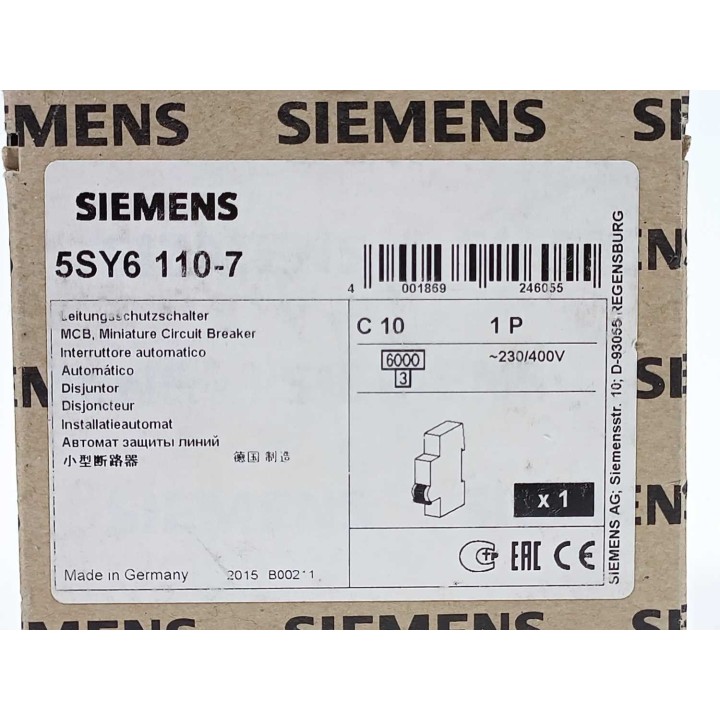 SIEMENS
SIEMENS
5SY6 110-7
4 001869 246055
Leitungsschutzschalter
MCB, Miniature Circuit Breaker
Interruttore automatico
Automático
Disjuntor
Disjoncteur
Installatieautomat
Автомат защиты линий
小型断路器 德国 制造
C 10 1 P
6000
3
~230/400V
x 1
EAC CE
Made in Germany 2015 B00211
SIEMENS AG; Siemensstr. 10; D-93055 REGENSBURG